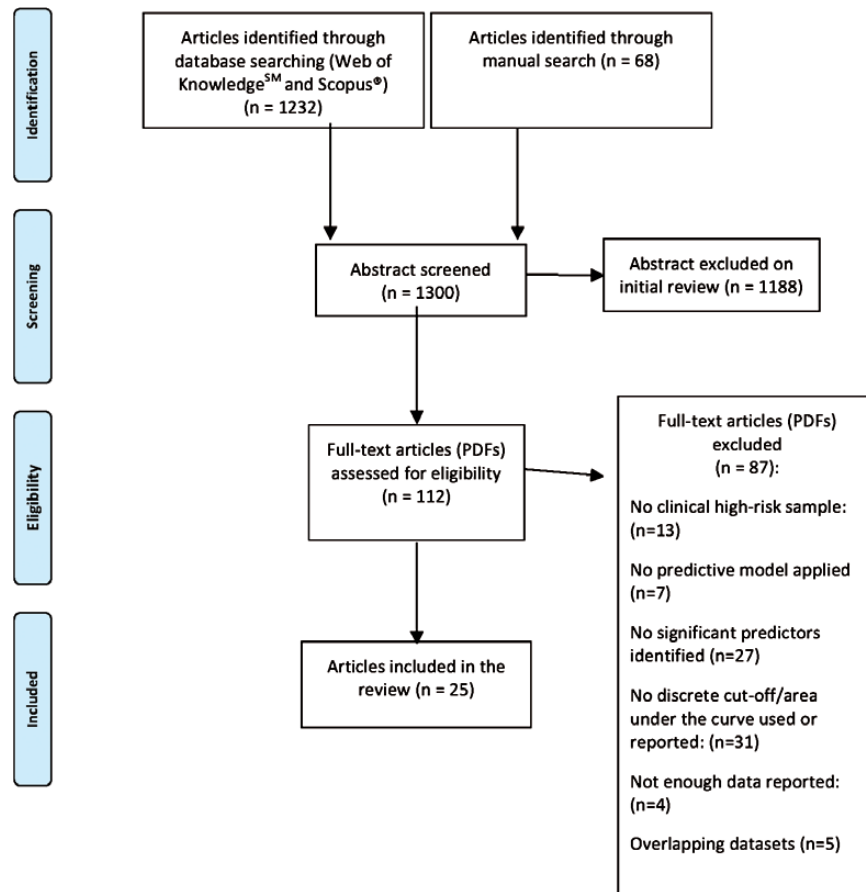 Identification
Articles identified through
database searching (Web of
Knowledge^SM and Scopus®)
(n = 1232)
Articles identified through
manual search (n = 68)
Screening
Abstract screened
(n = 1300)
Abstract excluded on
initial review (n = 1188)
Eligibility
Full-text articles (PDFs)
assessed for eligibility
(n = 112)
Full-text articles (PDFs)
excluded
(n = 87):
No clinical high-risk sample:
(n=13)
No predictive model applied
(n=7)
No significant predictors
identified (n=27)
No discrete cut-off/area
under the curve used or
reported: (n=31)
Not enough data reported:
(n=4)
Overlapping datasets (n=5)
Included
Articles included in the
review (n = 25)